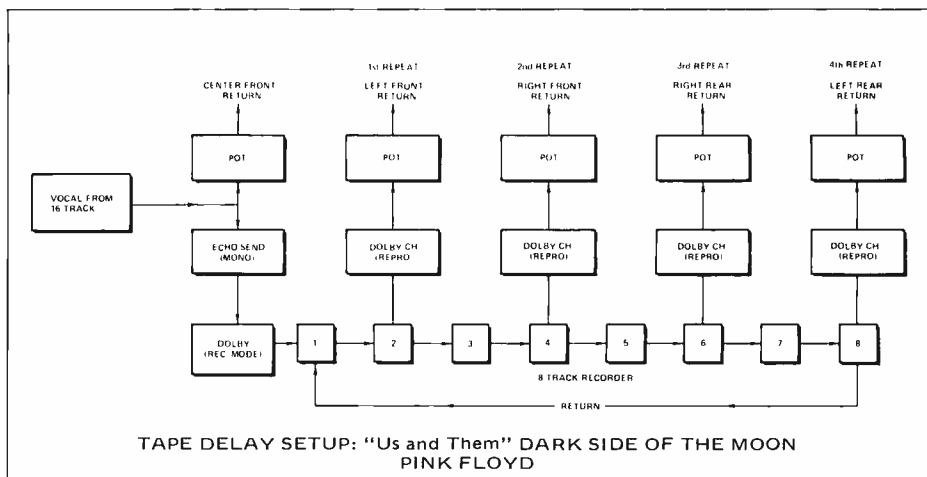 1st REPEAT
2nd REPEAT
3rd REPEAT
4th REPEAT
CENTER FRONT
RETURN
LEFT FRONT
RETURN
RIGHT FRONT
RETURN
RIGHT REAR
RETURN
LEFT REAR
RETURN
POT
POT
POT
POT
POT
VOCAL FROM
16 TRACK
ECHO SEND
(MONO)
DOLBY CH
(REPRO
DOLBY CH
(REPRO)
DOLBY CH
(REPRO)
DOLBY CH
(REPRO)
DOLBY
(REC MODE)
1
2
3
4
5
6
7
8
8 TRACK RECORDER
RETURN
TAPE DELAY SETUP: "Us and Them" DARK SIDE OF THE MOON
PINK FLOYD